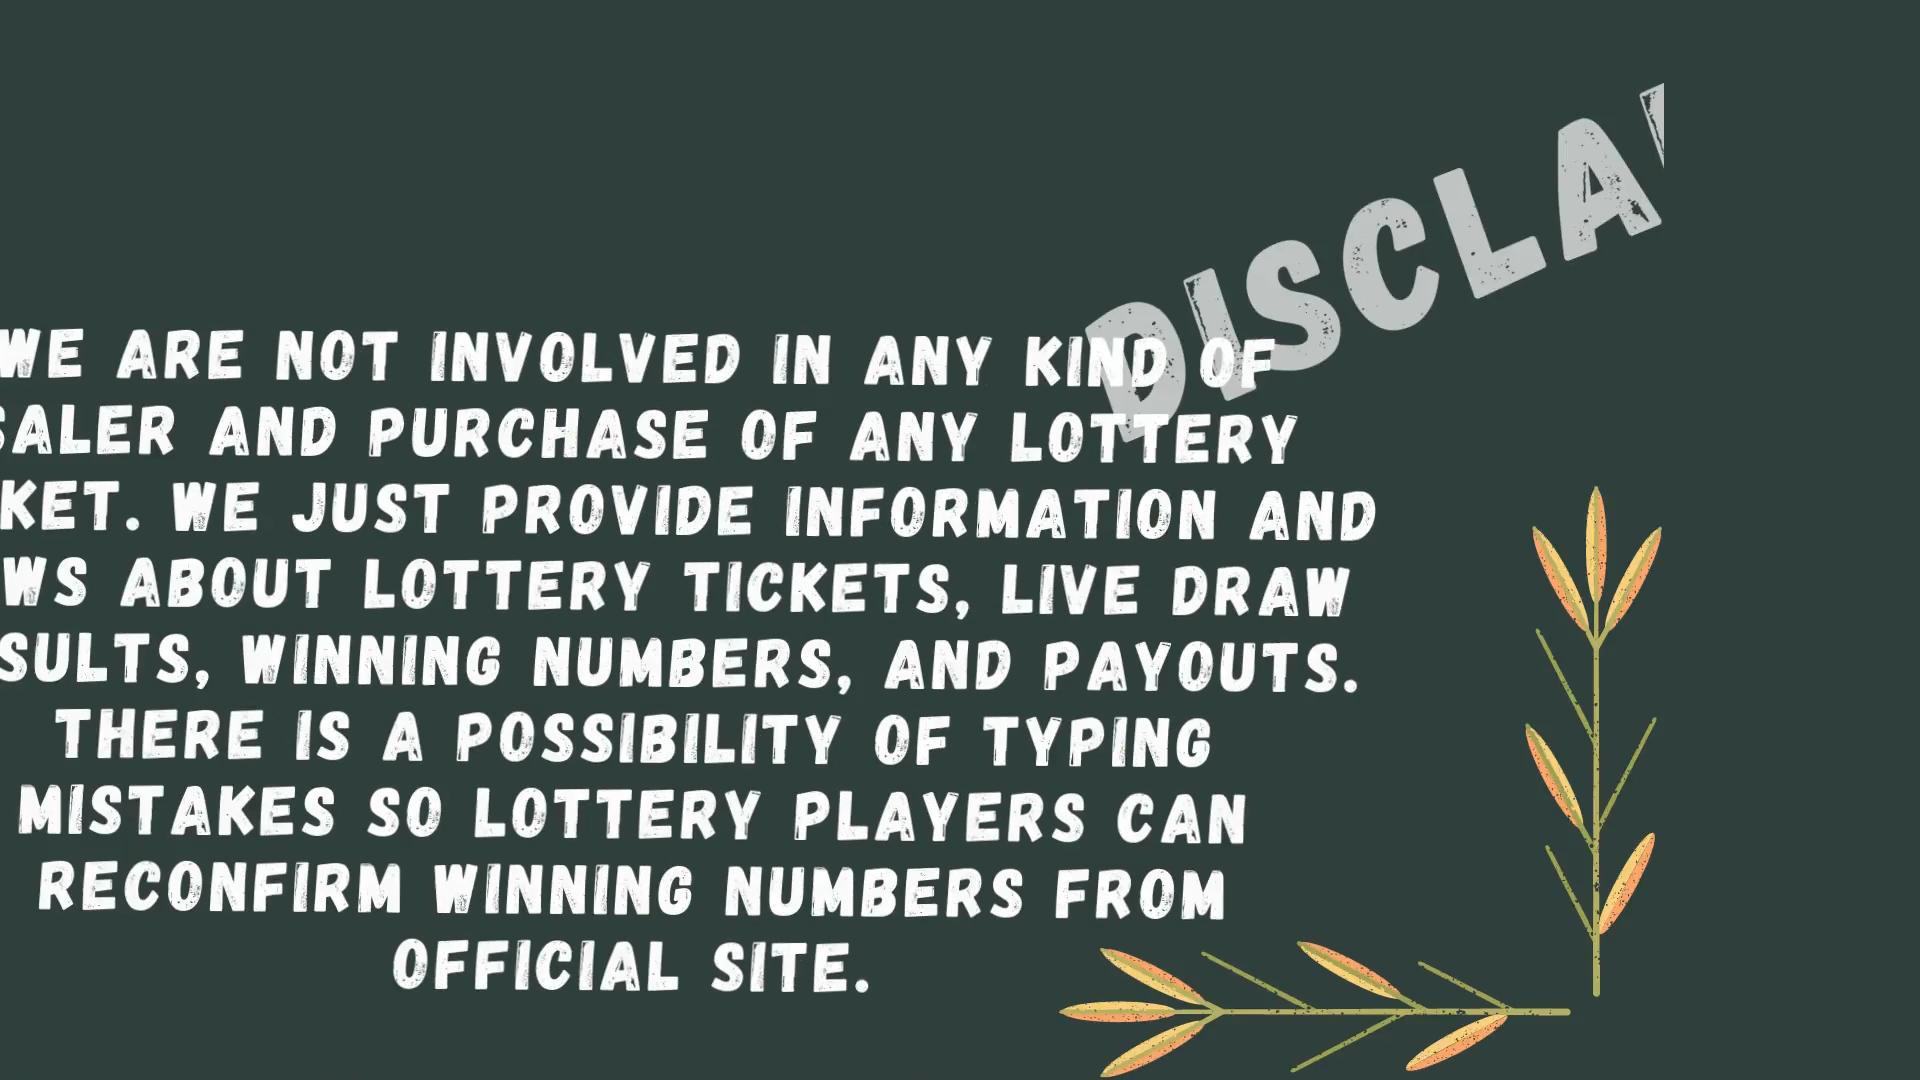 DISCLA
WE ARE NOT INVOLVED IN ANY KIND OF
SALER AND PURCHASE OF ANY LOTTERY
KET. WE JUST PROVIDE INFORMATION AND
WS ABOUT LOTTERY TICKETS, LIVE DRAW
SULTS, WINNING NUMBERS, AND PAYOUTS.
THERE IS A POSSIBILITY OF TYPING
MISTAKES SO LOTTERY PLAYERS CAN
RECONFIRM WINNING NUMBERS FROM
OFFICIAL SITE.